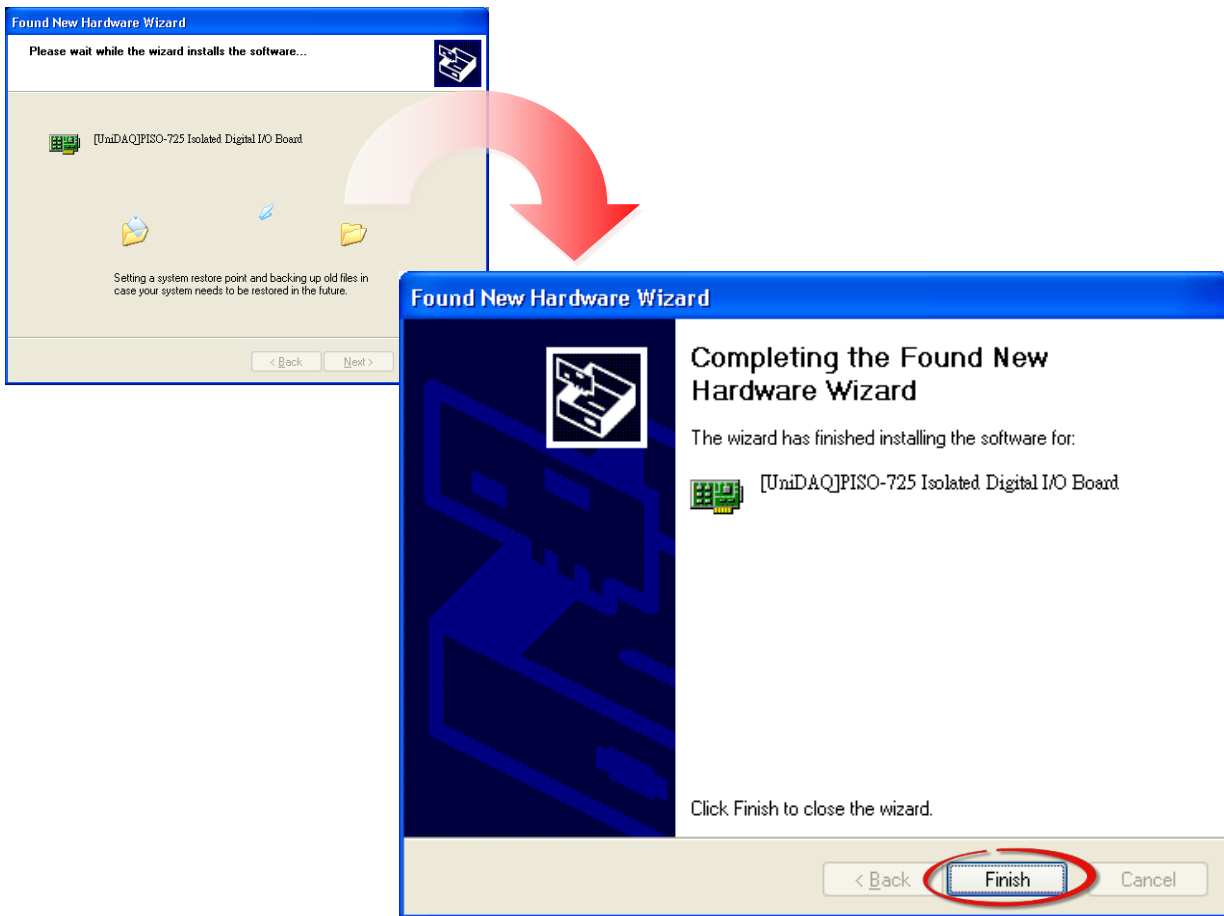 Found New Hardware Wizard
Please wait while the wizard installs the software...
[UniDAQ]PISO-725 Isolated Digital I/O Board
Setting a system restore point and backing up old files in
case your system needs to be restored in the future.
< Back
Next >
Found New Hardware Wizard
Completing the Found New
Hardware Wizard
The wizard has finished installing the software for:
[UniDAQ]PISO-725 Isolated Digital I/O Board
Click Finish to close the wizard.
< Back
Finish
Cancel